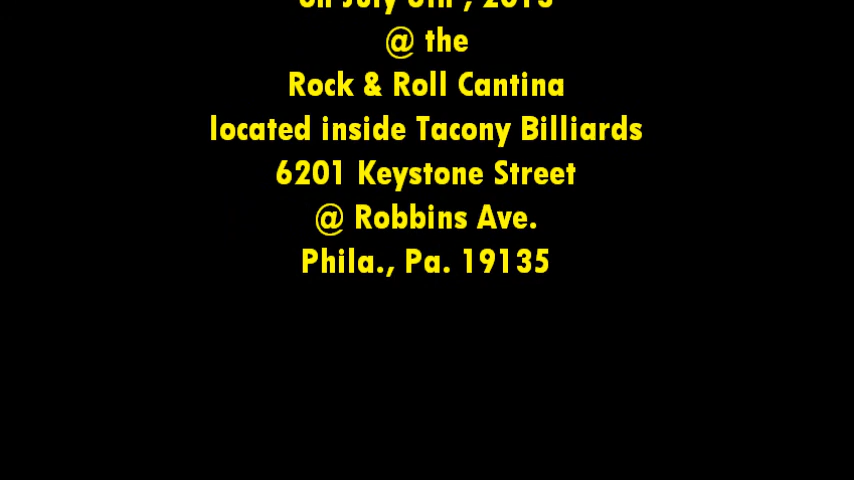 @ the
Rock & Roll Cantina
located inside Tacony Billiards
6201 Keystone Street
@ Robbins Ave.
Phila., Pa. 19135